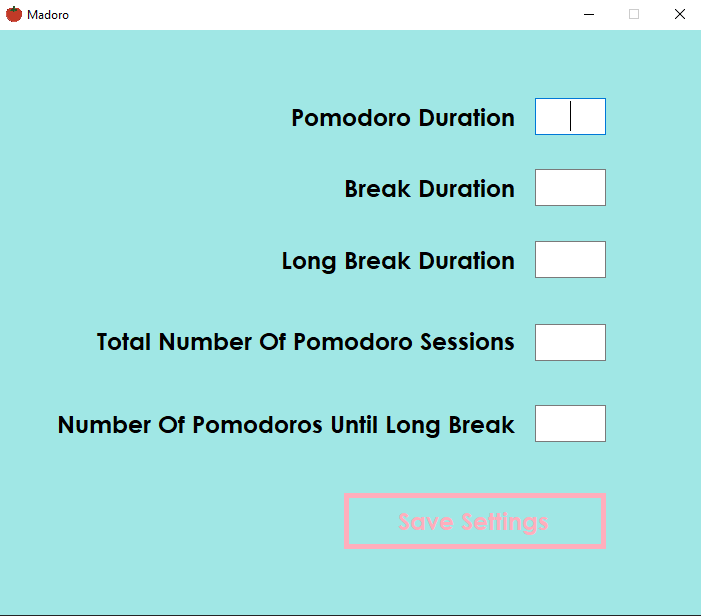 Madoro
Pomodoro Duration
Break Duration
Long Break Duration
Total Number Of Pomodoro Sessions
Number Of Pomodoros Until Long Break
Save Settings